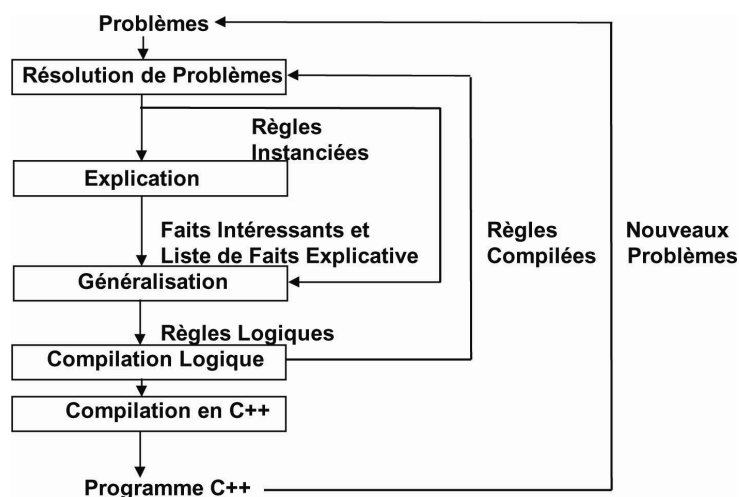 Problèmes
Résolution de Problèmes
Règles
Instanciées
Explication
Faits Intéressants et
Liste de Faits Explicative
Règles
Compilées
Nouveaux
Problèmes
Généralisation
Règles Logiques
Compilation Logique
Compilation en C++
Programme C++